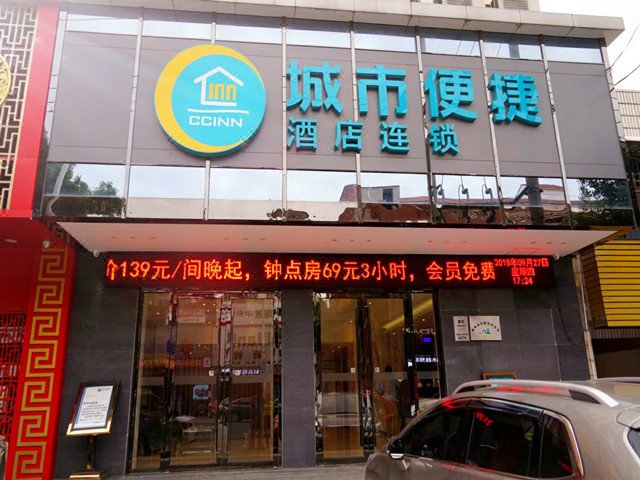 inn
CCINN
城市便捷
酒店连锁
价139元/间晚起，钟点房69元3小时，会员免费
2018年09月27日
星期四
17:24